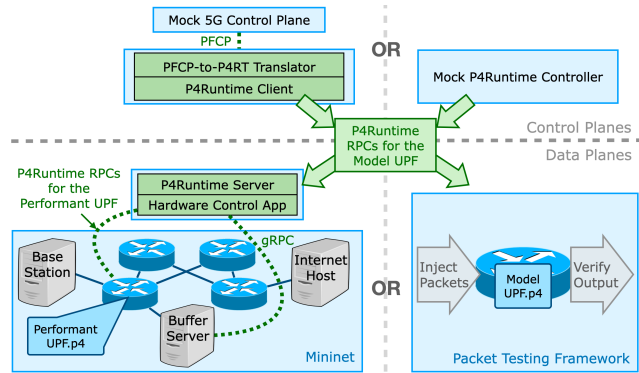 Mock 5G Control Plane
PFCP
OR
PFCP-to-P4RT Translator
P4Runtime Client
Mock P4Runtime Controller
P4Runtime
RPCs for the
Model UPF
Control Planes
Data Planes
P4Runtime RPCs
for the
Performant UPF
P4Runtime Server
Hardware Control App
gRPC
Base
Station
Internet
Host
Performant
UPF.p4
Buffer
Server
Mininet
OR
Inject
Packets
Model
UPF.p4
Verify
Output
Packet Testing Framework